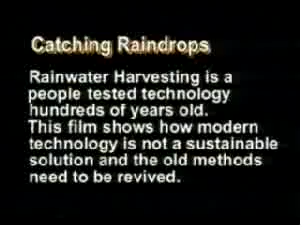 Catching Raindrops
Rainwater Harvesting is a
people tested technology
hundreds of years old.
This film shows how modern
technology is not a sustainable
solution and the old methods
need to be revived.